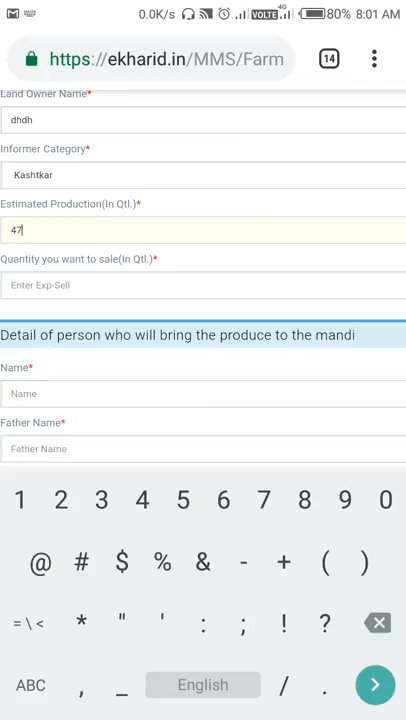 0.0K/s 4G VOLTE 80% 8:01 AM
https://ekharid.in/MMS/Farm 14
Land Owner Name*
dhdh
Informer Category*
Kashtkar
Estimated Production(In Qtl.)*
47
Quantity you want to sale(In Qtl.)*
Enter Exp-Sell
Detail of person who will bring the produce to the mandi
Name*
Name
Father Name*
Father Name
1 2 3 4 5 6 7 8 9 0
@ # $ % & - + ( )
= \ < * " ' : ; ! ?
ABC , _ English / .